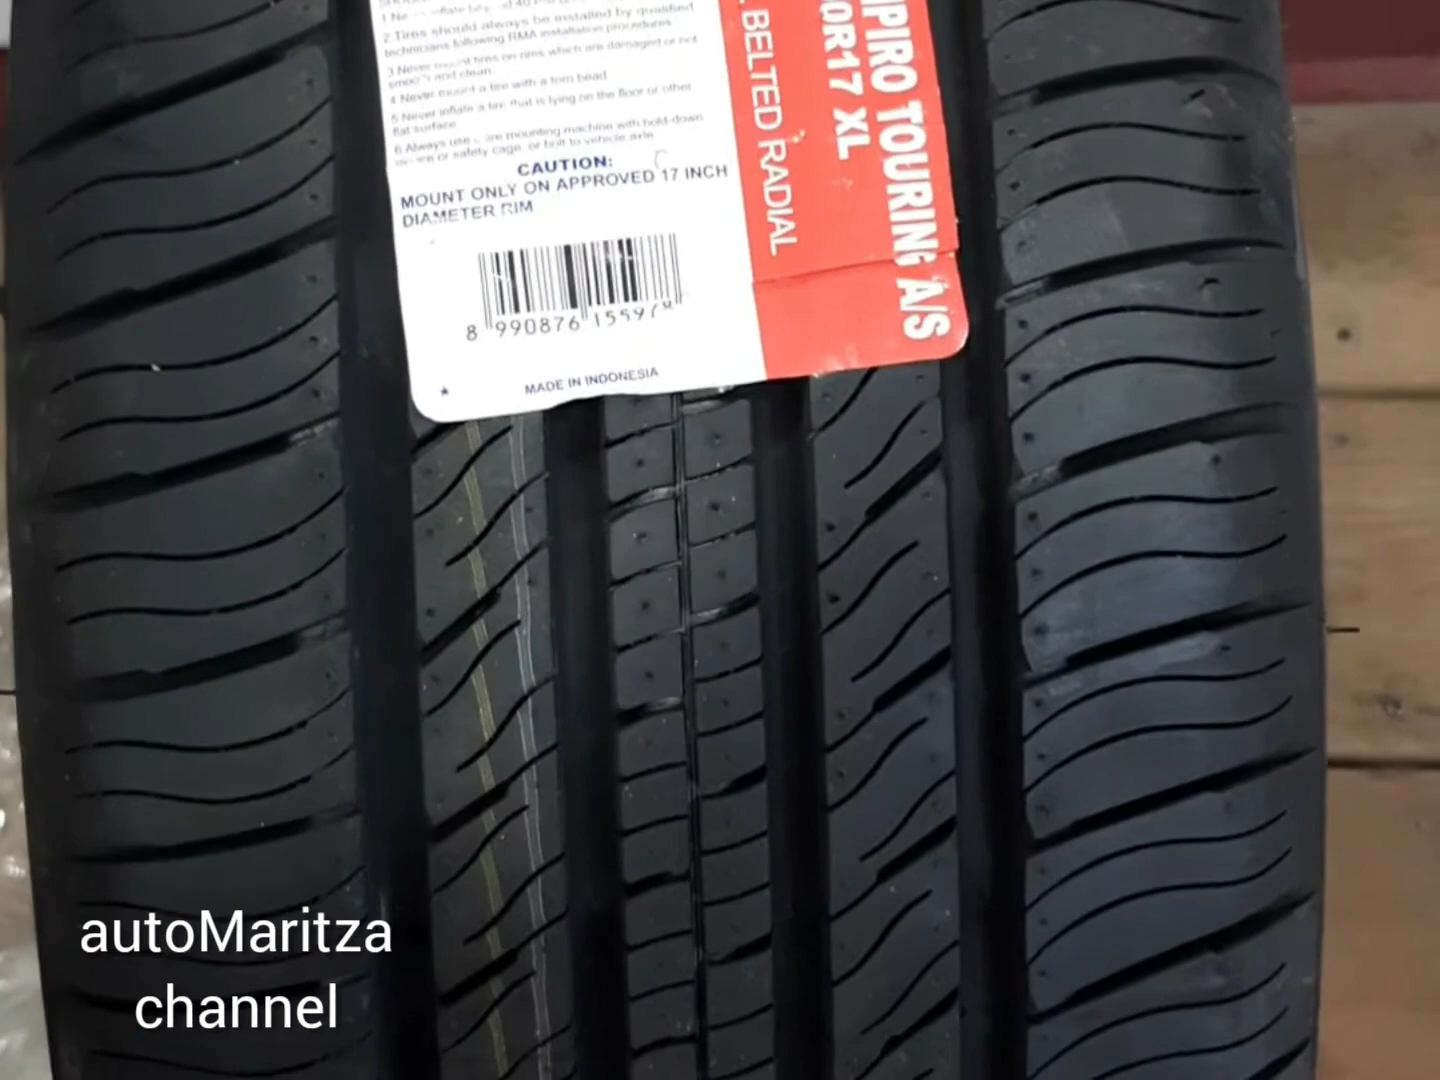 2 Tires should always be installed by qualified
technicians following RMA installation procedures
3 Never mount tires on rims which are damaged or not
smooth and clean.
4 Never mount a tire with a torn bead
5 Never inflate a tire that is lying on the floor or other
flat surface
6 Always use mounting machine with hold-down
or safety cage, or bolt to vehicle axle
CAUTION:
MOUNT ONLY ON APPROVED 17 INCH
DIAMETER RIM
8 990876 15597
* MADE IN INDONESIA
BELTED RADIAL
0R17 XL
PIRO TOURING A/S
autoMaritza
channel